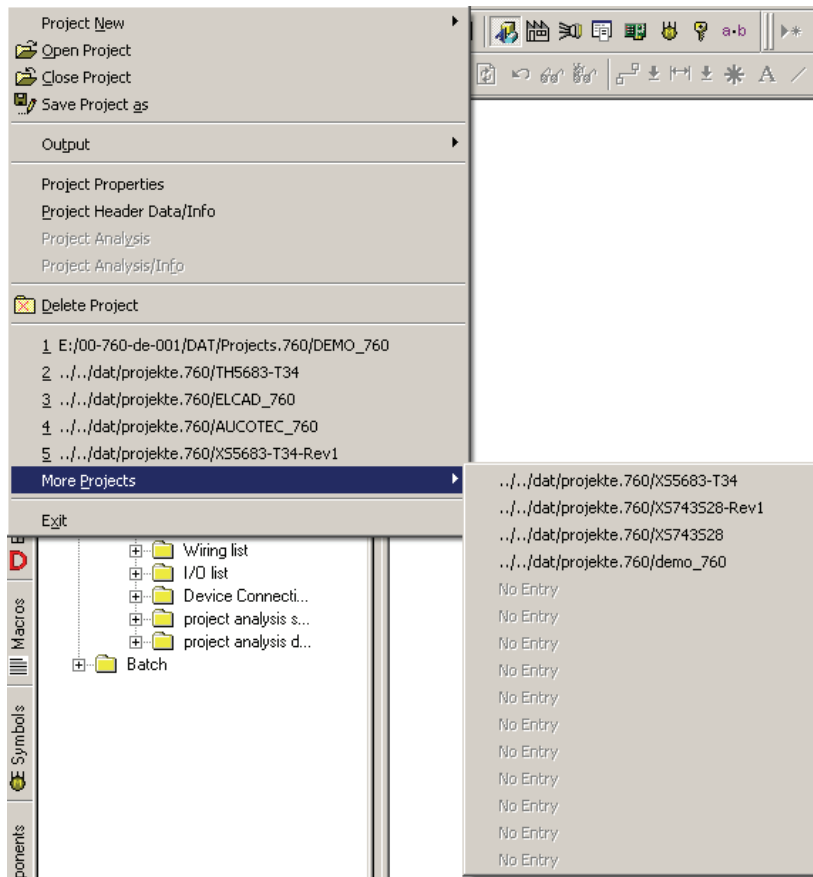 Project New
Open Project
Close Project
Save Project as
Output
Project Properties
Project Header Data/Info
Project Analysis
Project Analysis/Info
Delete Project
1 E:/00-760-de-001/DAT/Projects.760/DEMO_760
2 ../../dat/projekte.760/TH5683-T34
3 ../../dat/projekte.760/ELCAD_760
4 ../../dat/projekte.760/AUCOTEC_760
5 ../../dat/projekte.760/XS5683-T34-Rev1
More Projects
Exit
../../dat/projekte.760/XS5683-T34
../../dat/projekte.760/XS743S28-Rev1
../../dat/projekte.760/XS743S28
../../dat/projekte.760/demo_760
No Entry
No Entry
No Entry
No Entry
No Entry
No Entry
No Entry
No Entry
No Entry
No Entry
No Entry
Wiring list
I/O list
Device Connecti...
project analysis s...
project analysis d...
Batch
Macros
Symbols
a-b
A